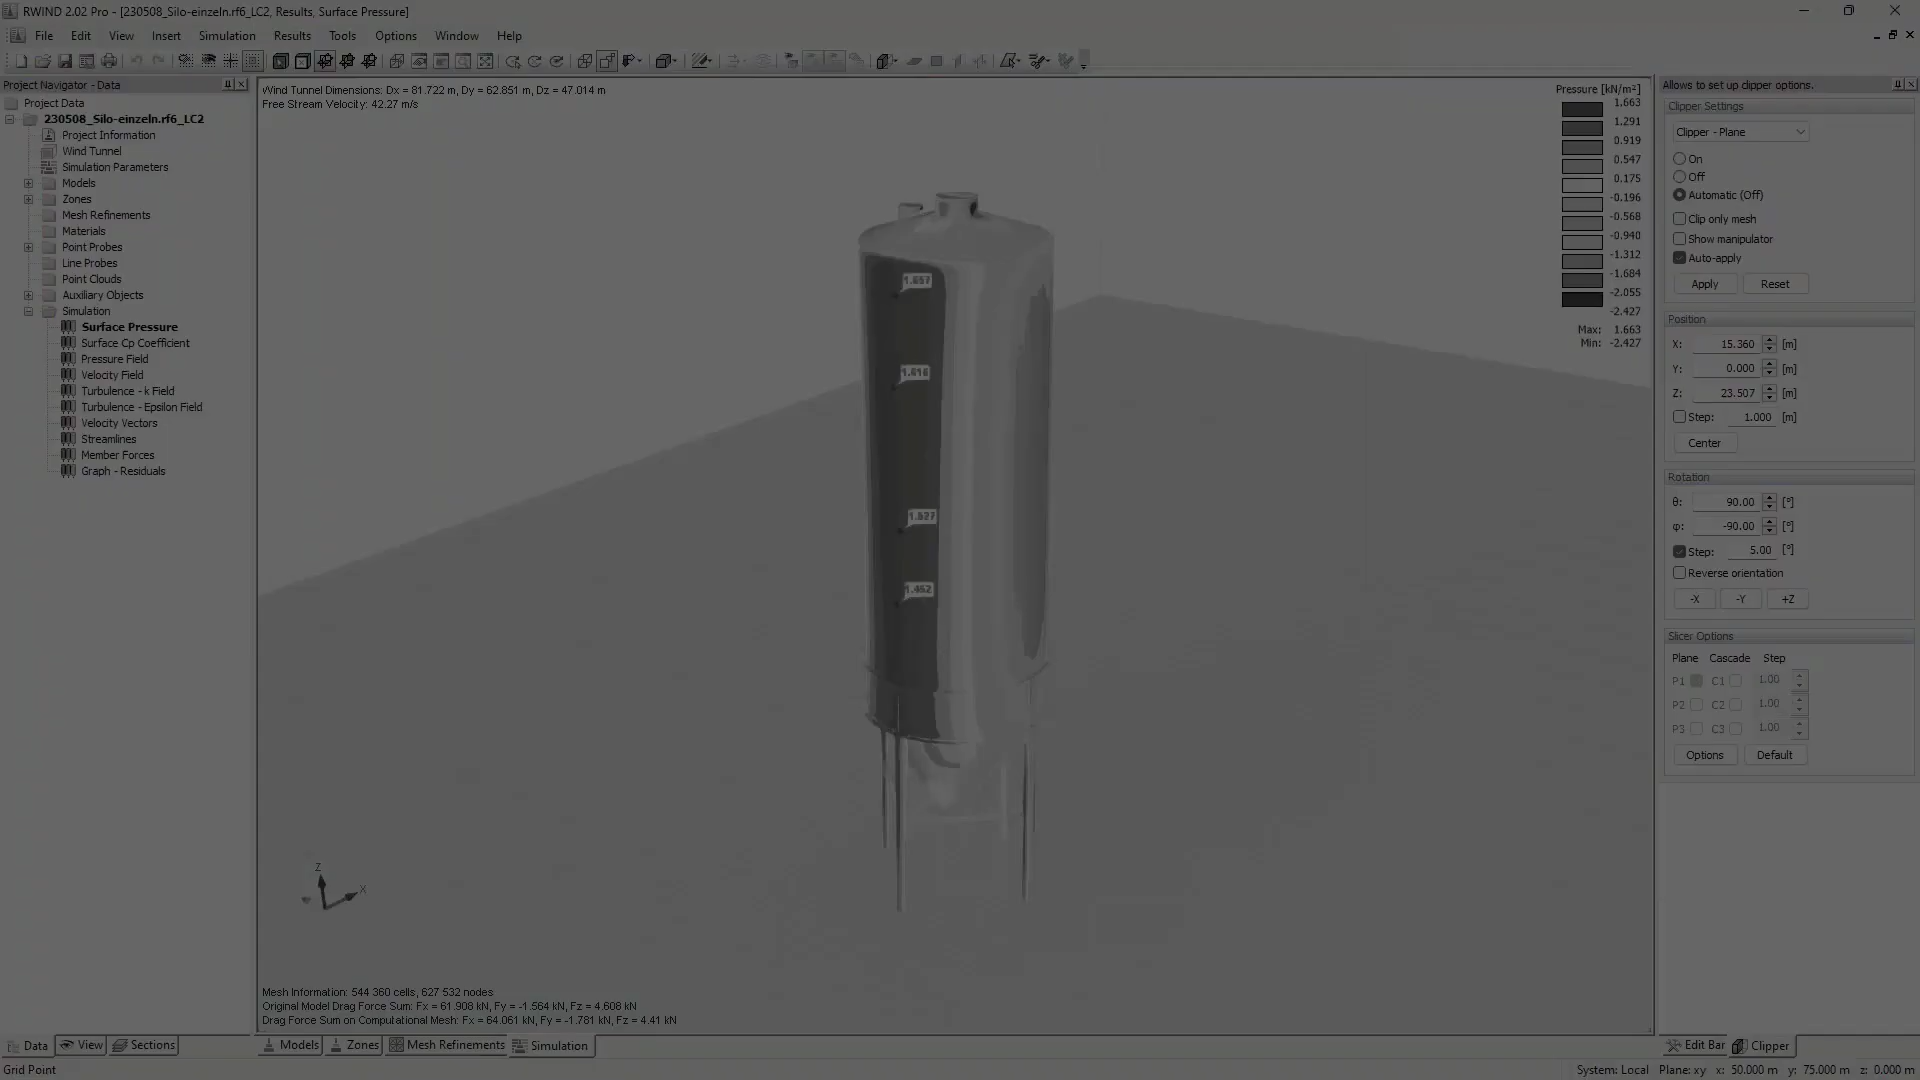 RWIND 2.02 Pro - [230508_Silo-einzeln.rf6_LC2, Results, Surface Pressure]
File Edit View Insert Simulation Results Tools Options Window Help
Project Navigator - Data
Project Data
230508_Silo-einzeln.rf6_LC2
Project Information
Wind Tunnel
Simulation Parameters
Models
Zones
Mesh Refinements
Materials
Point Probes
Line Probes
Point Clouds
Auxiliary Objects
Simulation
Surface Pressure
Surface Cp Coefficient
Pressure Field
Velocity Field
Turbulence - k Field
Turbulence - Epsilon Field
Velocity Vectors
Streamlines
Member Forces
Graph - Residuals
Data View Sections
Wind Tunnel Dimensions: Dx = 81.722 m, Dy = 62.851 m, Dz = 47.014 m
Free Stream Velocity: 42.27 m/s
1.657
1.616
1.527
1.452
Z
X
Pressure [kN/m²]
1.663
1.291
0.919
0.547
0.175
-0.196
-0.568
-0.940
-1.312
-1.684
-2.055
-2.427
Max: 1.663
Min: -2.427
Mesh Information: 544 360 cells, 627 532 nodes
Original Model Drag Force Sum: Fx = 61.908 kN, Fy = -1.564 kN, Fz = 4.608 kN
Drag Force Sum on Computational Mesh: Fx = 64.061 kN, Fy = -1.781 kN, Fz = 4.41 kN
Models Zones Mesh Refinements Simulation
Allows to set up clipper options.
Clipper Settings
Clipper - Plane
On
Off
Automatic (Off)
Clip only mesh
Show manipulator
Auto-apply
Apply Reset
Position
X: 15.360 [m]
Y: 0.000 [m]
Z: 23.507 [m]
Step: 1.000 [m]
Center
Rotation
θ: 90.00 [°]
φ: -90.00 [°]
Step: 5.00 [°]
Reverse orientation
-X -Y +Z
Slicer Options
Plane Cascade Step
P1 C1 1.00
P2 C2 1.00
P3 C3 1.00
Options Default
Edit Bar Clipper
Grid Point
System: Local Plane: xy x: 50.000 m y: 75.000 m z: 0.000 m